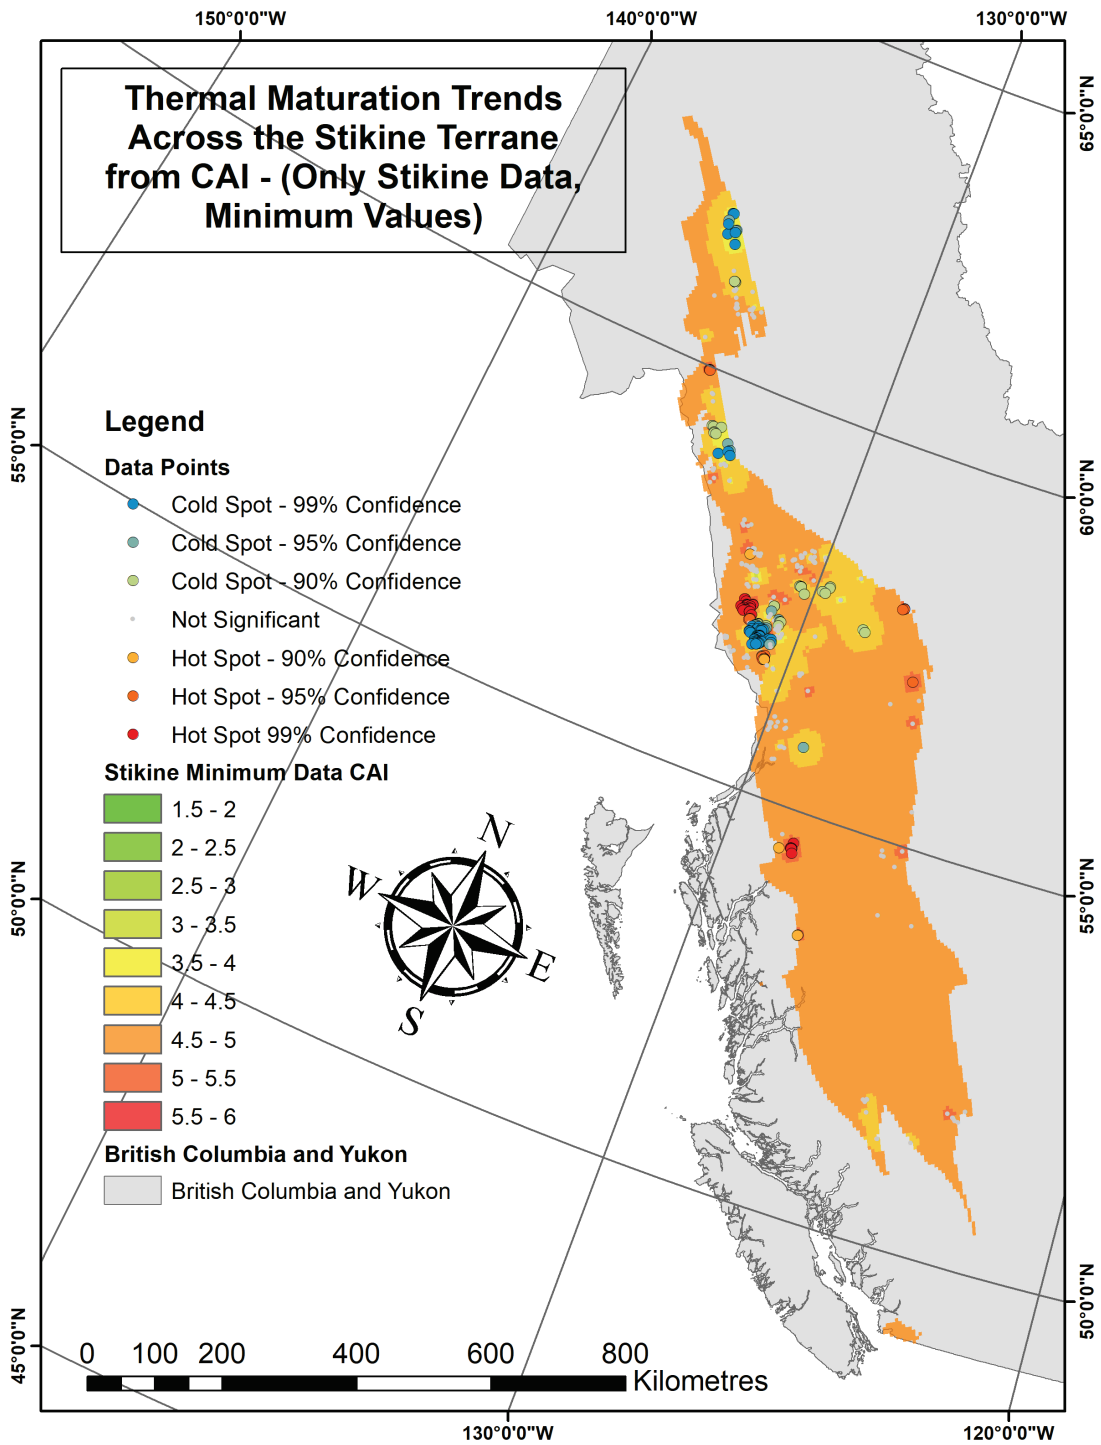 150°0'0"W
140°0'0"W
130°0'0"W
Thermal Maturation Trends
Across the Stikine Terrane
from CAI - (Only Stikine Data,
Minimum Values)
65°0'0"N
55°0'0"N
60°0'0"N
Legend
Data Points
Cold Spot - 99% Confidence
Cold Spot - 95% Confidence
Cold Spot - 90% Confidence
Not Significant
Hot Spot - 90% Confidence
Hot Spot - 95% Confidence
Hot Spot 99% Confidence
Stikine Minimum Data CAI
1.5 - 2
2 - 2.5
2.5 - 3
3 - 3.5
3.5 - 4
4 - 4.5
4.5 - 5
5 - 5.5
5.5 - 6
British Columbia and Yukon
British Columbia and Yukon
N
W
E
S
50°0'0"N
55°0'0"N
45°0'0"N
50°0'0"N
0 100 200 400 600 800
Kilometres
130°0'0"W
120°0'0"W